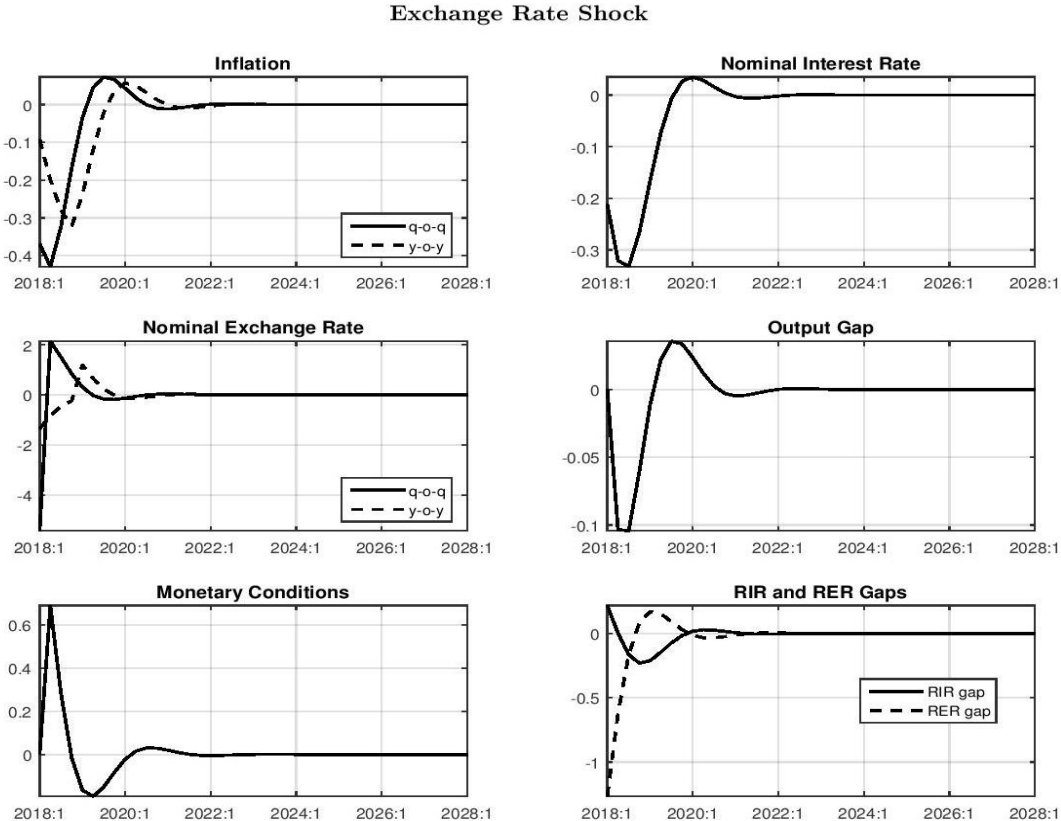 Exchange Rate Shock
Inflation
0
-0.1
-0.2
-0.3
-0.4
q-o-q
y-o-y
2018:1 2020:1 2022:1 2024:1 2026:1 2028:1
Nominal Interest Rate
0
-0.1
-0.2
-0.3
2018:1 2020:1 2022:1 2024:1 2026:1 2028:1
Nominal Exchange Rate
2
0
-2
-4
q-o-q
y-o-y
2018:1 2020:1 2022:1 2024:1 2026:1 2028:1
Output Gap
0
-0.05
-0.1
2018:1 2020:1 2022:1 2024:1 2026:1 2028:1
Monetary Conditions
0.6
0.4
0.2
0
2018:1 2020:1 2022:1 2024:1 2026:1 2028:1
RIR and RER Gaps
0
-0.5
-1
RIR gap
RER gap
2018:1 2020:1 2022:1 2024:1 2026:1 2028:1